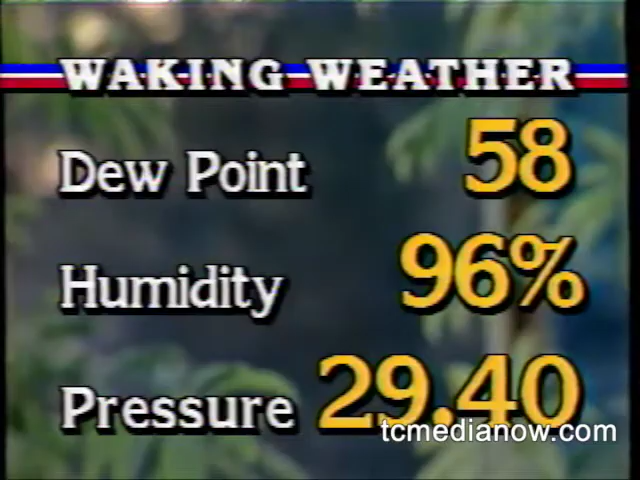 WAKING WEATHER
Dew Point 58
Humidity 96%
Pressure 29.40
tcmedianow.com